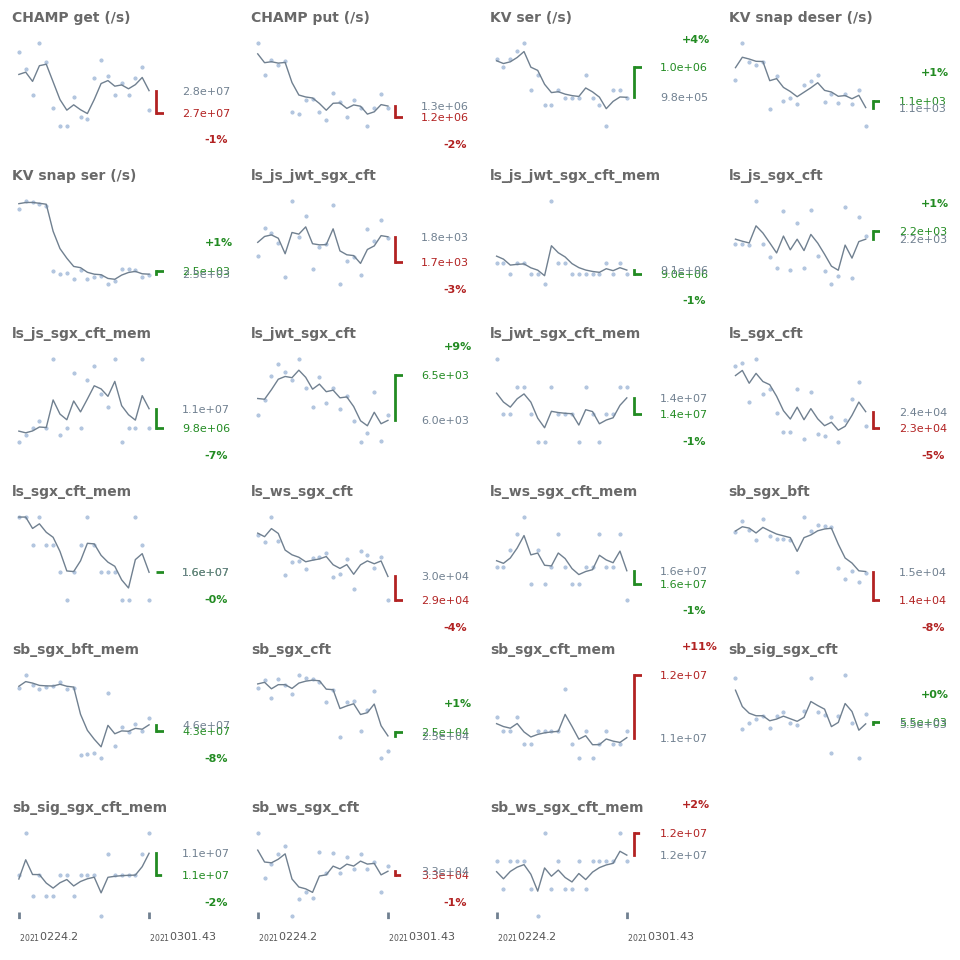 CHAMP get (/s)
2.8e+07
2.7e+07
-1%
CHAMP put (/s)
1.3e+06
1.2e+06
-2%
KV ser (/s)
+4%
1.0e+06
9.8e+05
KV snap deser (/s)
+1%
1.1e+03
1.1e+03
KV snap ser (/s)
+1%
2.5e+03
ls_js_jwt_sgx_cft
1.8e+03
1.7e+03
-3%
ls_js_jwt_sgx_cft_mem
9.1e+06
9.0e+06
-1%
ls_js_sgx_cft
+1%
2.2e+03
2.2e+03
ls_js_sgx_cft_mem
1.1e+07
9.8e+06
-7%
ls_jwt_sgx_cft
+9%
6.5e+03
6.0e+03
ls_jwt_sgx_cft_mem
1.4e+07
1.4e+07
-1%
ls_sgx_cft
2.4e+04
2.3e+04
-5%
ls_sgx_cft_mem
1.6e+07
-0%
ls_ws_sgx_cft
3.0e+04
2.9e+04
-4%
ls_ws_sgx_cft_mem
1.6e+07
1.6e+07
-1%
sb_sgx_bft
1.5e+04
1.4e+04
-8%
sb_sgx_bft_mem
4.6e+07
4.3e+07
-8%
sb_sgx_cft
+1%
2.5e+04
2.5e+04
sb_sgx_cft_mem
+11%
1.2e+07
1.1e+07
sb_sig_sgx_cft
+0%
5.5e+03
5.5e+03
sb_sig_sgx_cft_mem
1.1e+07
1.1e+07
-2%
sb_ws_sgx_cft
3.3e+04
3.3e+04
-1%
sb_ws_sgx_cft_mem
+2%
1.2e+07
1.2e+07
2021 0224.2
2021 0301.43
2021 0224.2
2021 0301.43
2021 0224.2
2021 0301.43